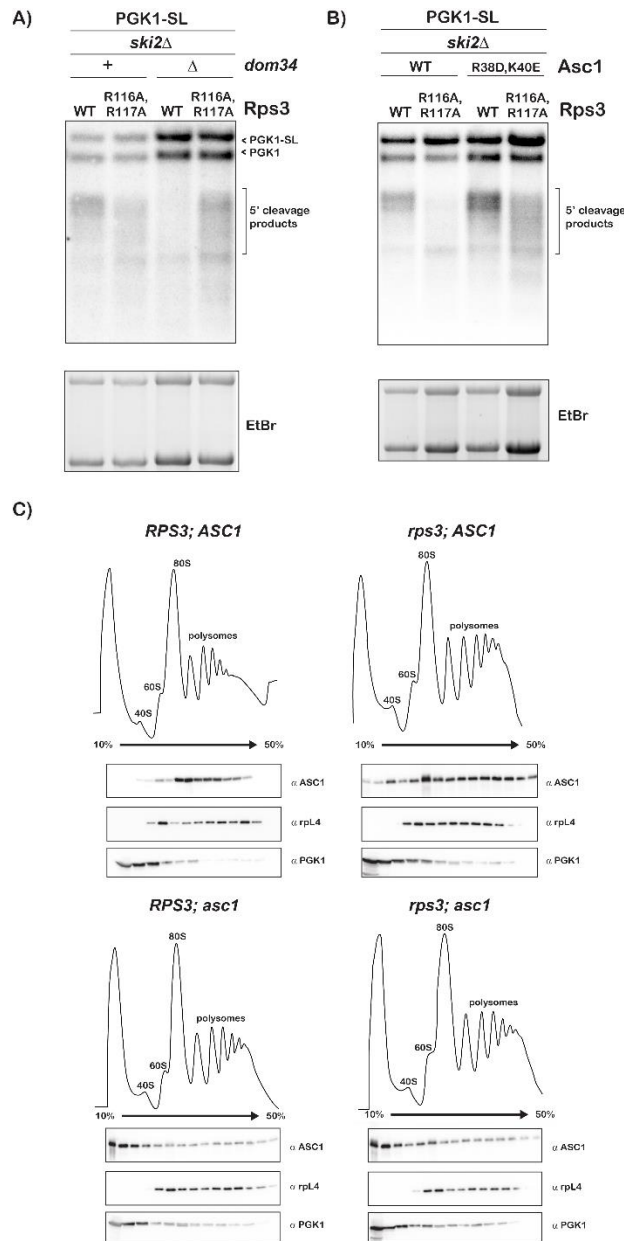 A)
PGK1-SL
ski2Δ
+ Δ dom34
WT R116A, R117A WT R116A, R117A Rps3
< PGK1-SL
< PGK1
5' cleavage
products
EtBr
B)
PGK1-SL
ski2Δ
WT R38D,K40E Asc1
WT R116A, R117A WT R116A, R117A Rps3
5' cleavage
products
EtBr
C)
RPS3; ASC1
80S
polysomes
60S
40S
10% 50%
α ASC1
α rpL4
α PGK1
rps3; ASC1
80S
polysomes
60S
40S
10% 50%
α ASC1
α rpL4
α PGK1
RPS3; asc1
80S
polysomes
60S
40S
10% 50%
α ASC1
α rpL4
α PGK1
rps3; asc1
80S
polysomes
60S
40S
10% 50%
α ASC1
α rpL4
α PGK1